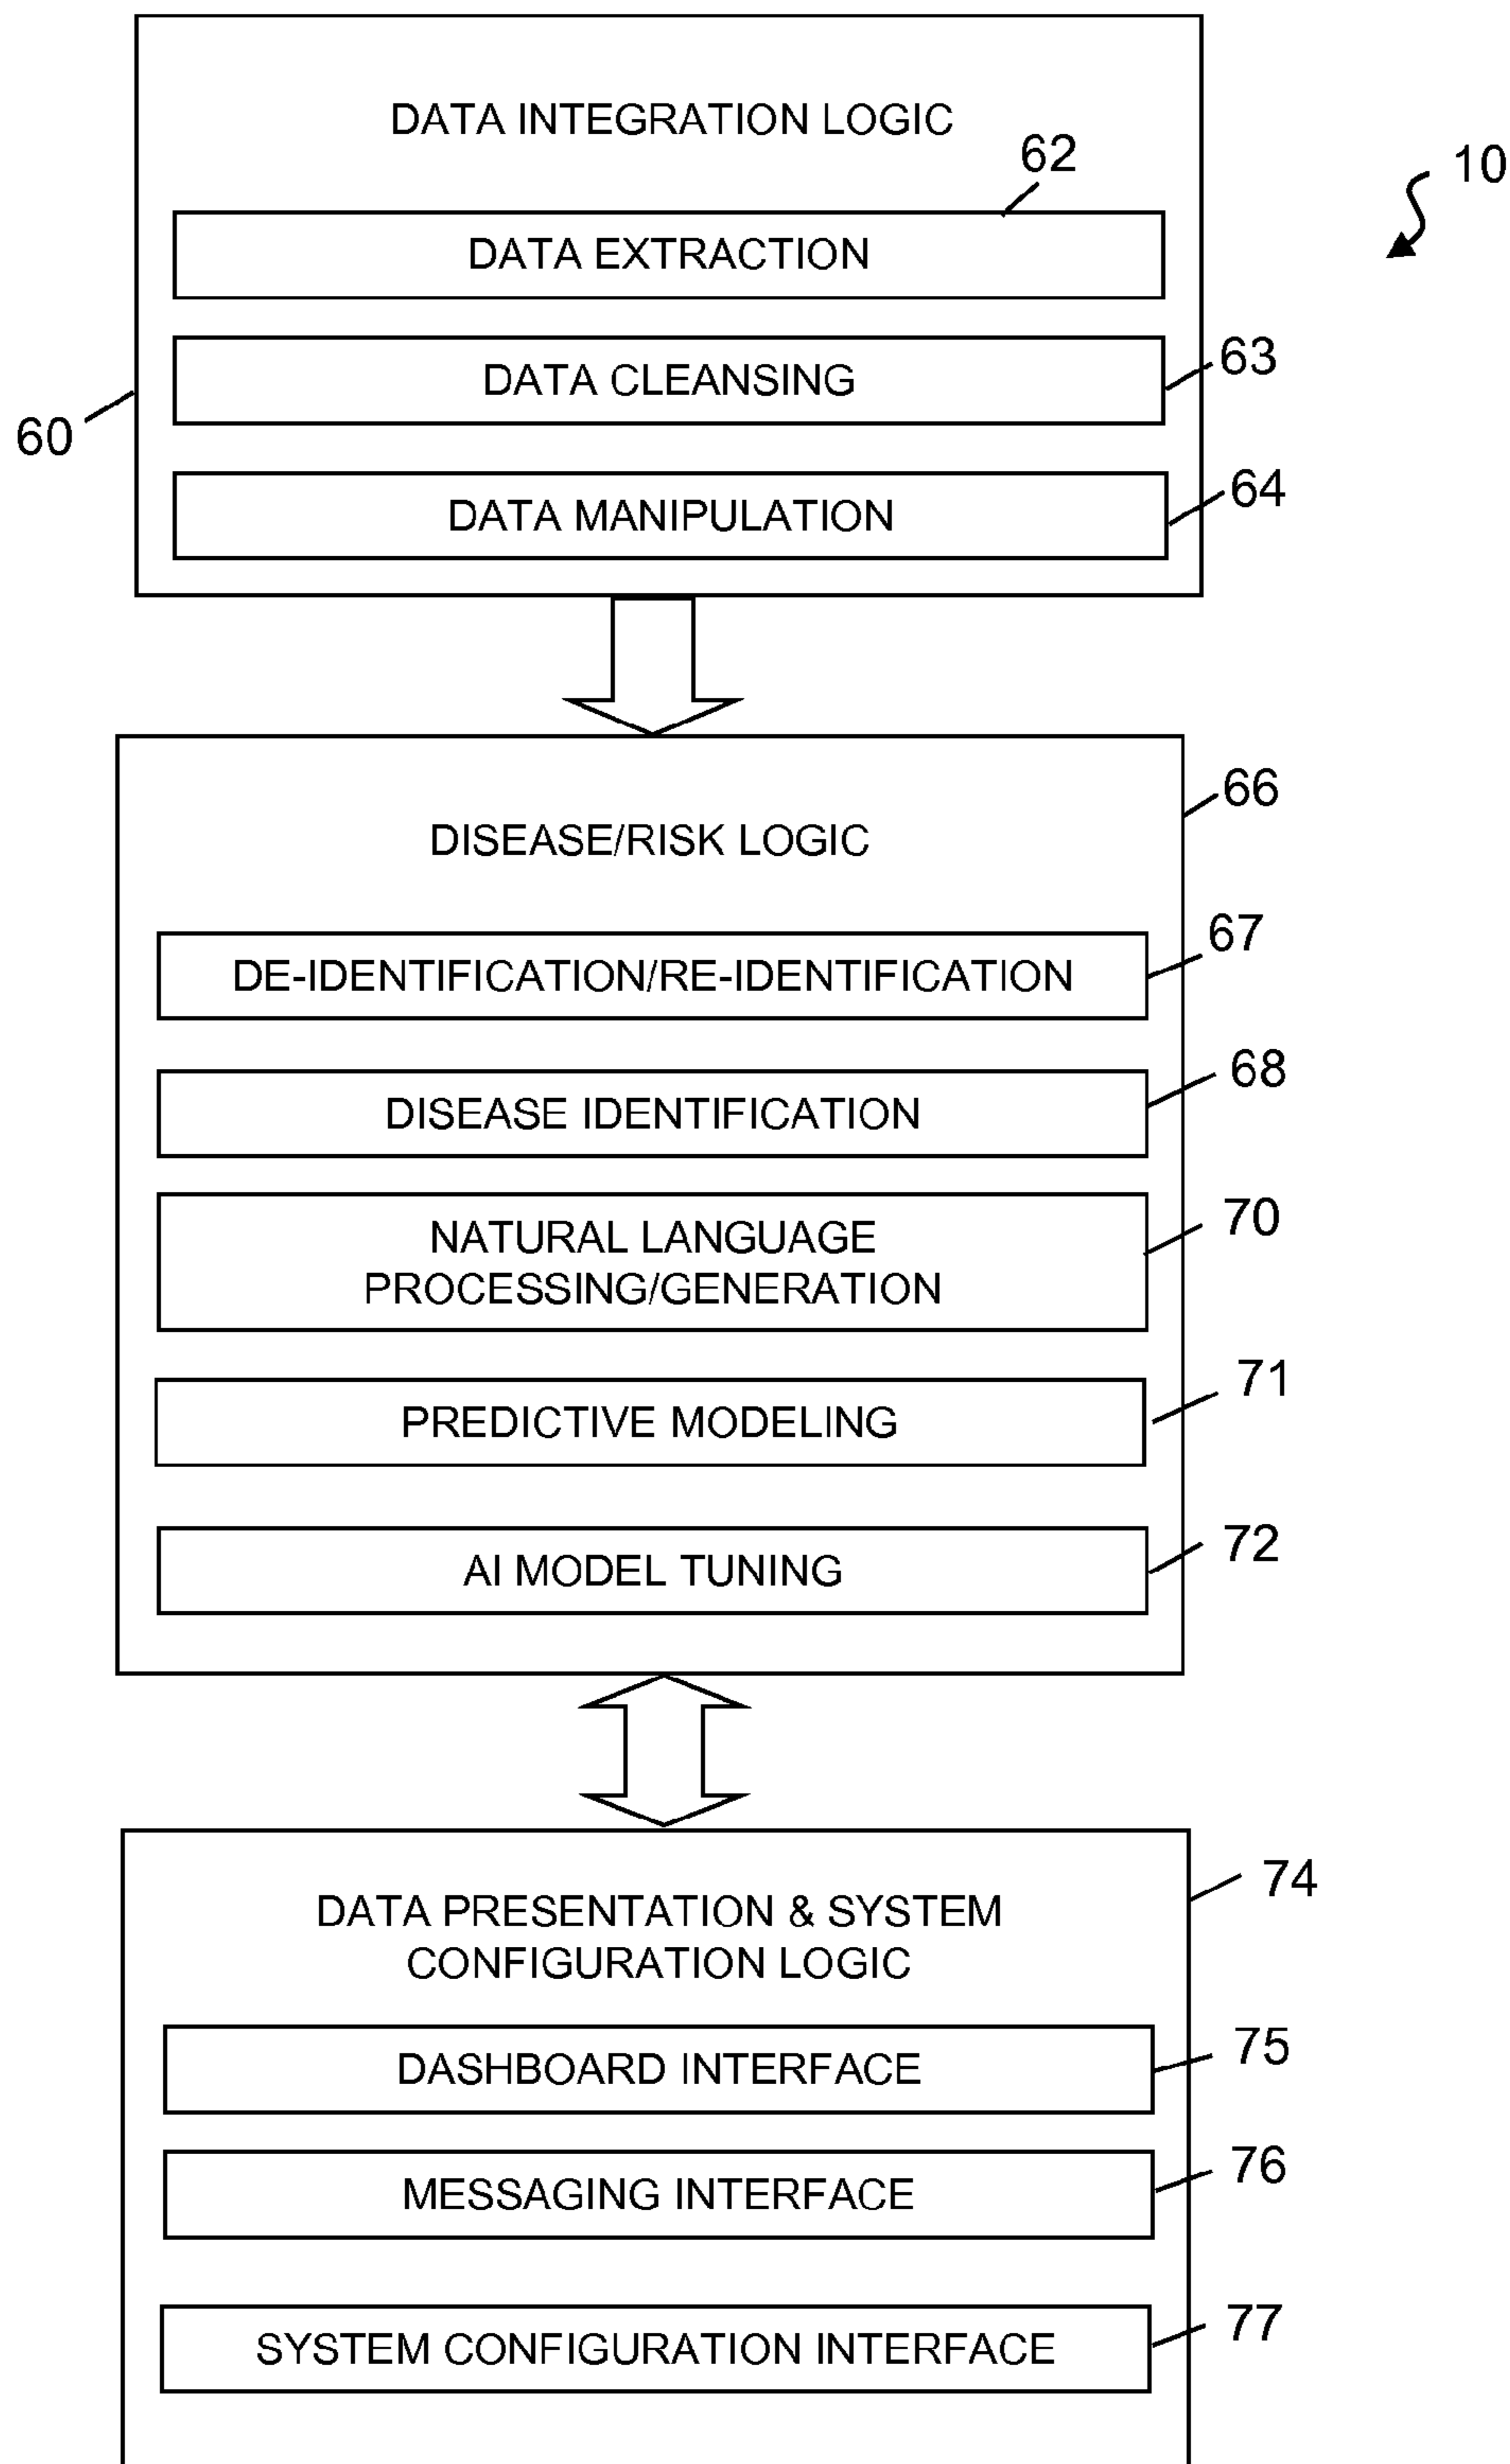 DATA INTEGRATION LOGIC
62
10
DATA EXTRACTION
DATA CLEANSING
63
60
DATA MANIPULATION
64
66
DISEASE/RISK LOGIC
67
DE-IDENTIFICATION/RE-IDENTIFICATION
68
DISEASE IDENTIFICATION
70
NATURAL LANGUAGE
PROCESSING/GENERATION
71
PREDICTIVE MODELING
72
AI MODEL TUNING
74
DATA PRESENTATION & SYSTEM
CONFIGURATION LOGIC
75
DASHBOARD INTERFACE
76
MESSAGING INTERFACE
77
SYSTEM CONFIGURATION INTERFACE